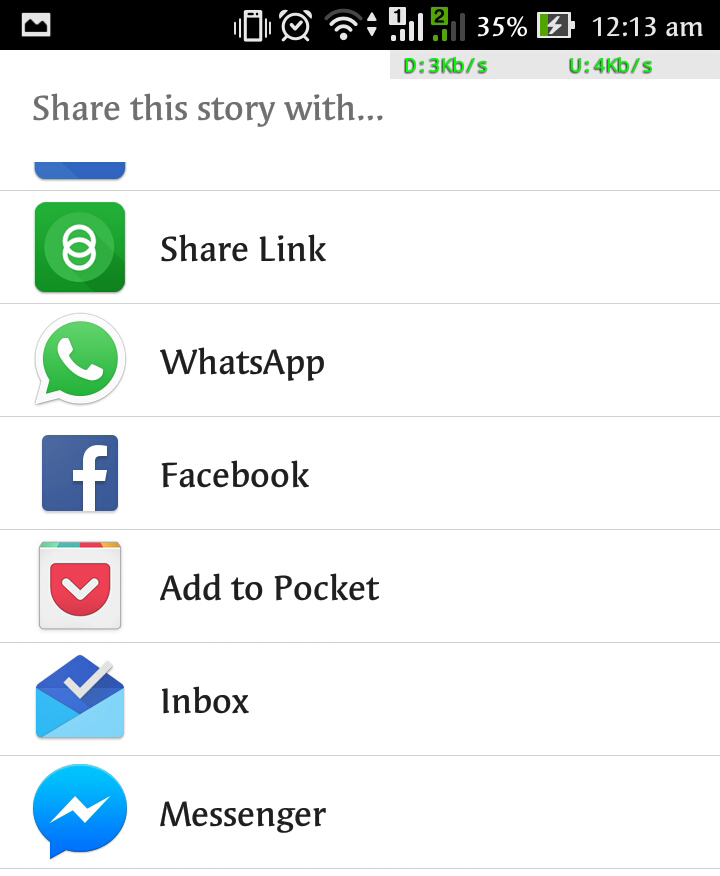 1 2 35% 12:13 am
D:3Kb/s U:4Kb/s
Share this story with...
Share Link
WhatsApp
Facebook
Add to Pocket
Inbox
Messenger